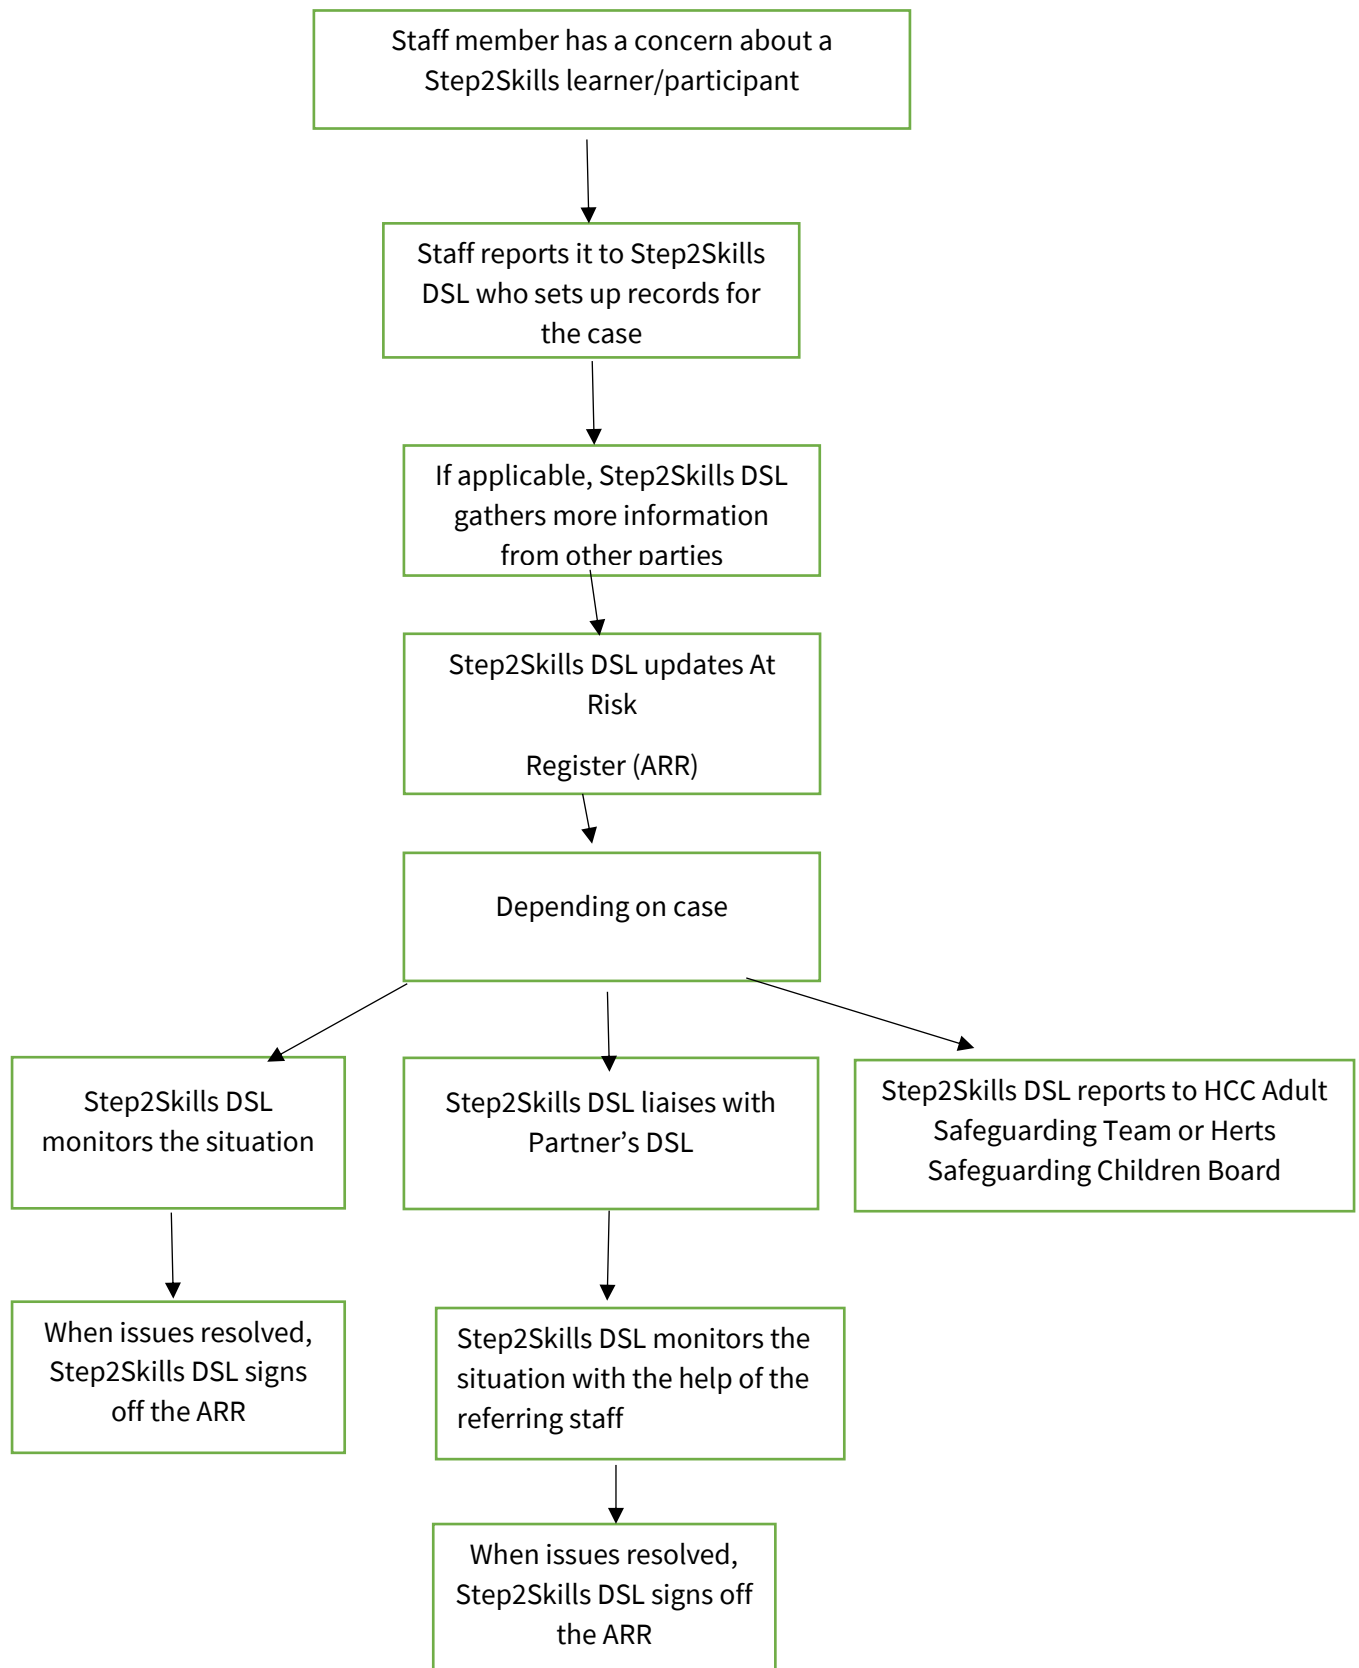 Staff member has a concern about a
Step2Skills learner/participant
Staff reports it to Step2Skills
DSL who sets up records for
the case
If applicable, Step2Skills DSL
gathers more information
from other parties
Step2Skills DSL updates At
Risk
Register (ARR)
Depending on case
Step2Skills DSL
monitors the situation
Step2Skills DSL liaises with
Partner’s DSL
Step2Skills DSL reports to HCC Adult
Safeguarding Team or Herts
Safeguarding Children Board
When issues resolved,
Step2Skills DSL signs
off the ARR
Step2Skills DSL monitors the
situation with the help of the
referring staff
When issues resolved,
Step2Skills DSL signs off
the ARR